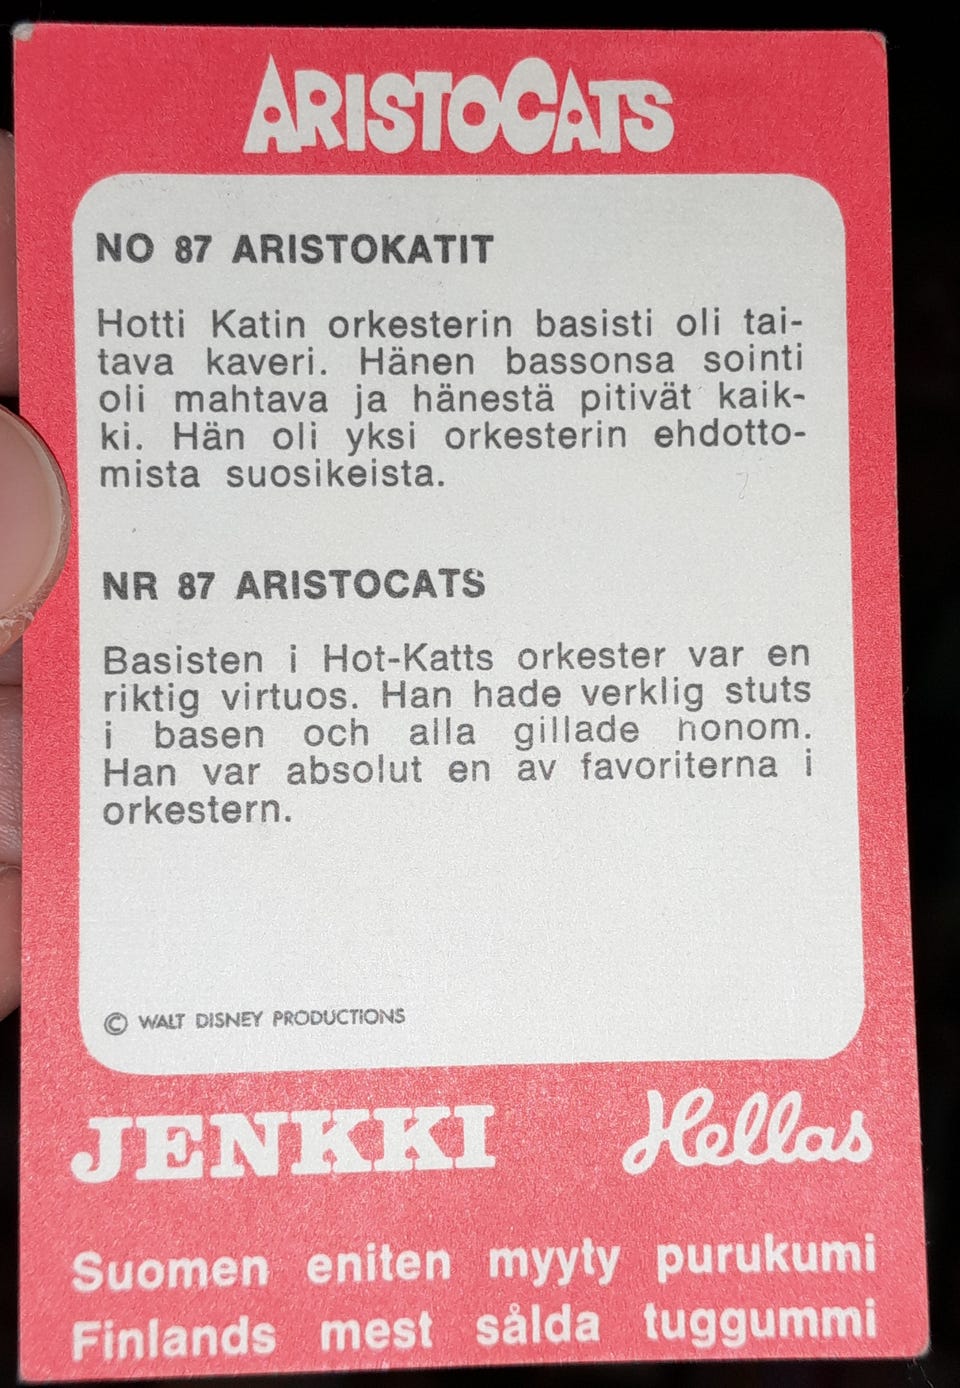 ARISTOCATS
NO 87 ARISTOKATIT
Hotti Katin orkesterin basisti oli tai-
tava kaveri. Hänen bassonsa sointi
oli mahtava ja hänestä pitivät kaik-
ki. Hän oli yksi orkesterin ehdotto-
mista suosikeista.
NR 87 ARISTOCATS
Basisten i Hot-Katts orkester var en
riktig virtuos. Han hade verklig stuts
i basen och alla gillade honom.
Han var absolut en av favoriterna i
orkestern.
© WALT DISNEY PRODUCTIONS
JENKKI Hellas
Suomen eniten myyty purukumi
Finlands mest sålda tuggummi